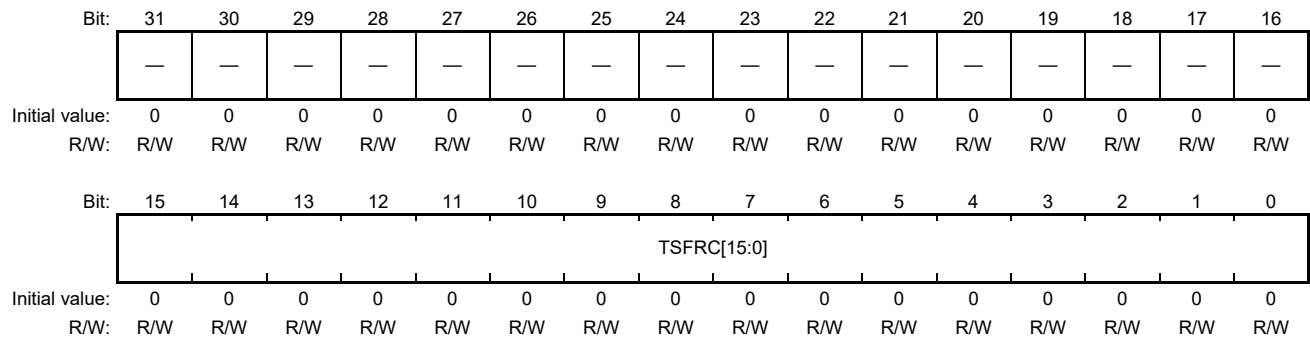 Bit: 31 30 29 28 27 26 25 24 23 22 21 20 19 18 17 16
— — — — — — — — — — — — — — — —
Initial value: 0 0 0 0 0 0 0 0 0 0 0 0 0 0 0 0
R/W: R/W R/W R/W R/W R/W R/W R/W R/W R/W R/W R/W R/W R/W R/W R/W R/W
Bit: 15 14 13 12 11 10 9 8 7 6 5 4 3 2 1 0
TSFRC[15:0]
Initial value: 0 0 0 0 0 0 0 0 0 0 0 0 0 0 0 0
R/W: R/W R/W R/W R/W R/W R/W R/W R/W R/W R/W R/W R/W R/W R/W R/W R/W